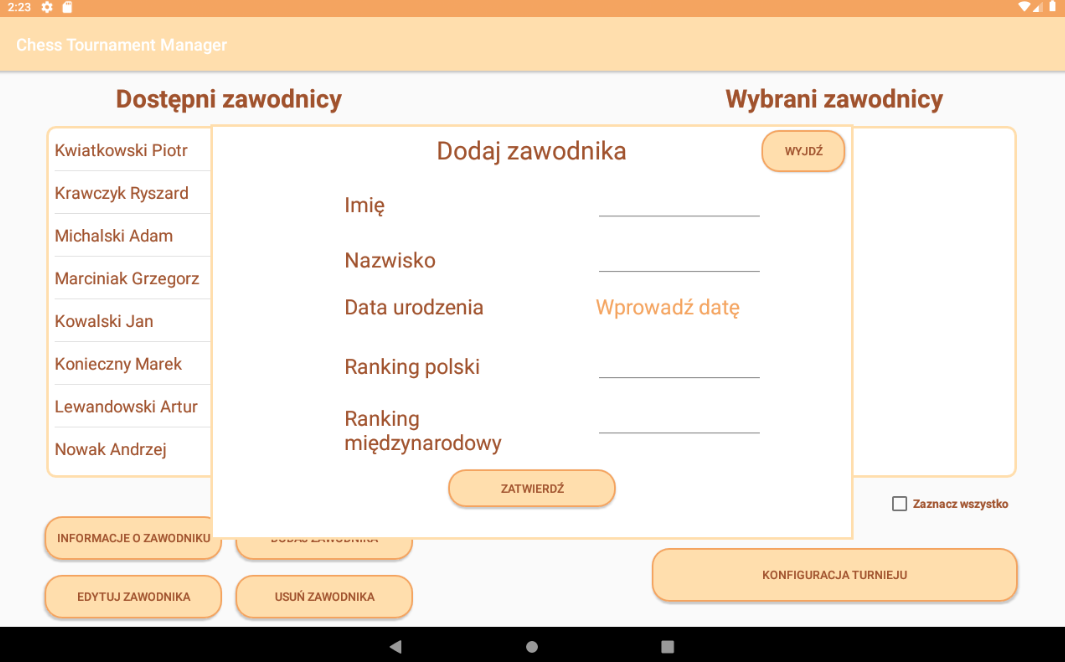 2:23
Chess Tournament Manager
Dostępni zawodnicy
Wybrani zawodnicy
Kwiatkowski Piotr
Krawczyk Ryszard
Michalski Adam
Marciniak Grzegorz
Kowalski Jan
Konieczny Marek
Lewandowski Artur
Nowak Andrzej
Dodaj zawodnika
WYJDŹ
Imię
Nazwisko
Data urodzenia
Wprowadź datę
Ranking polski
Ranking
międzynarodowy
ZATWIERDŹ
Zaznacz wszystko
INFORMACJE O ZAWODNIKU
DODAJ ZAWODNIKA
EDYTUJ ZAWODNIKA
USUŃ ZAWODNIKA
KONFIGURACJA TURNIEJU